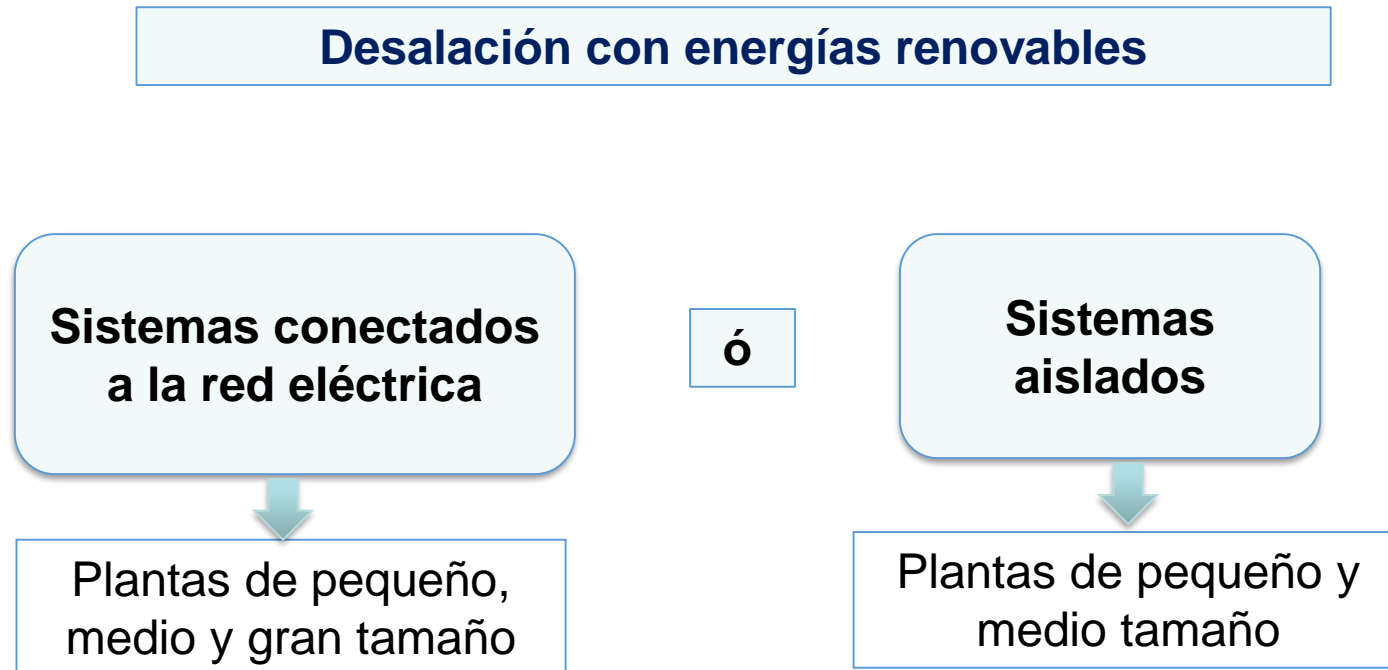 Desalación con energías renovables
Sistemas conectados
a la red eléctrica
ó
Sistemas
aislados
Plantas de pequeño,
medio y gran tamaño
Plantas de pequeño y
medio tamaño